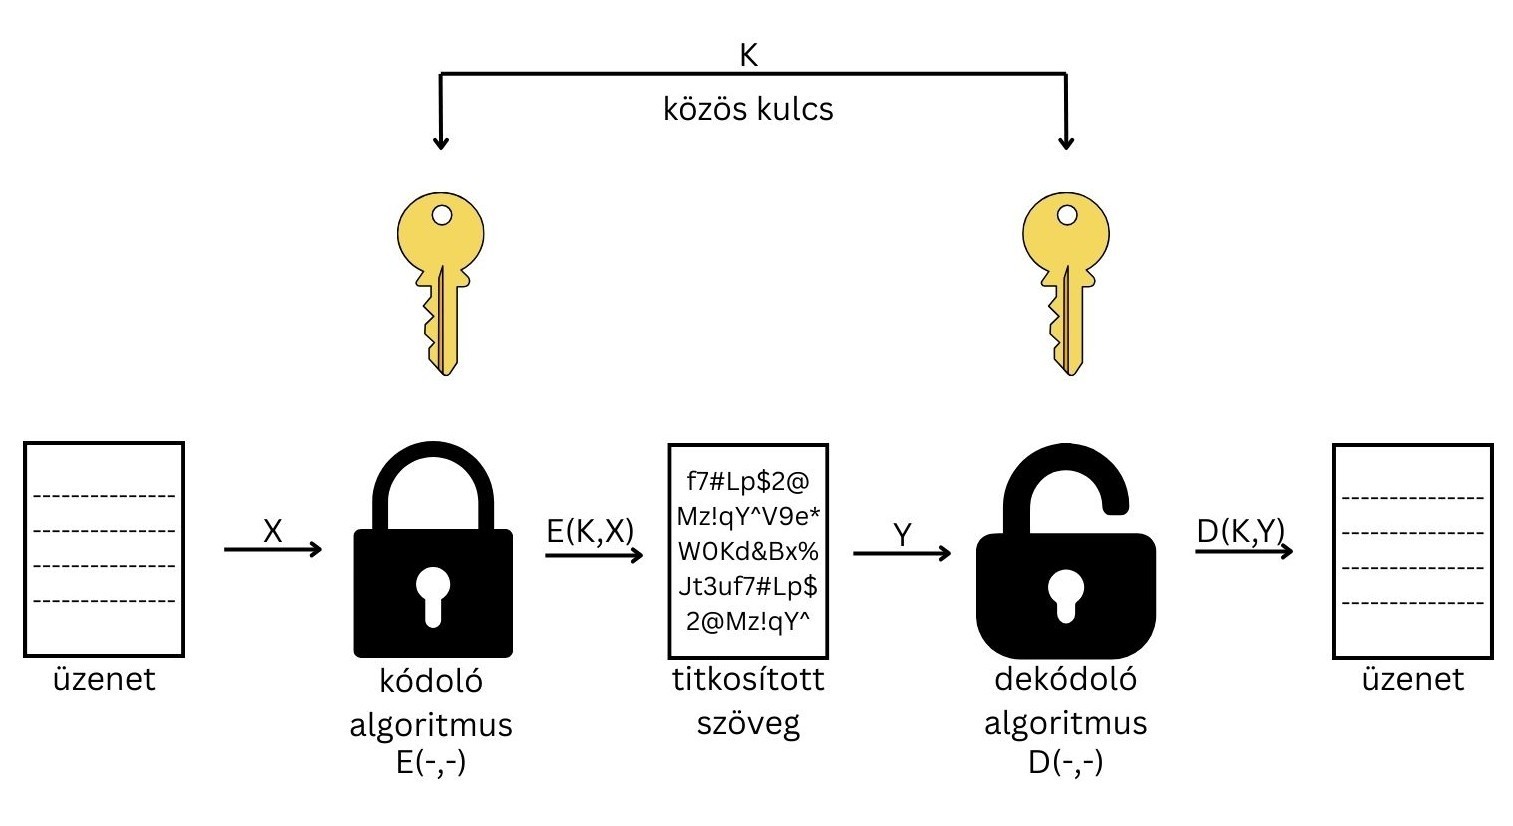 K
közös kulcs
X
E(K,X)
f7#Lp$2@
Mz!qY^V9e*
W0Kd&Bx%
Jt3uf7#Lp$
2@Mz!qY^
Y
D(K,Y)
üzenet
kódoló
algoritmus
E(-,-)
titkosított
szöveg
dekódoló
algoritmus
D(-,-)
üzenet